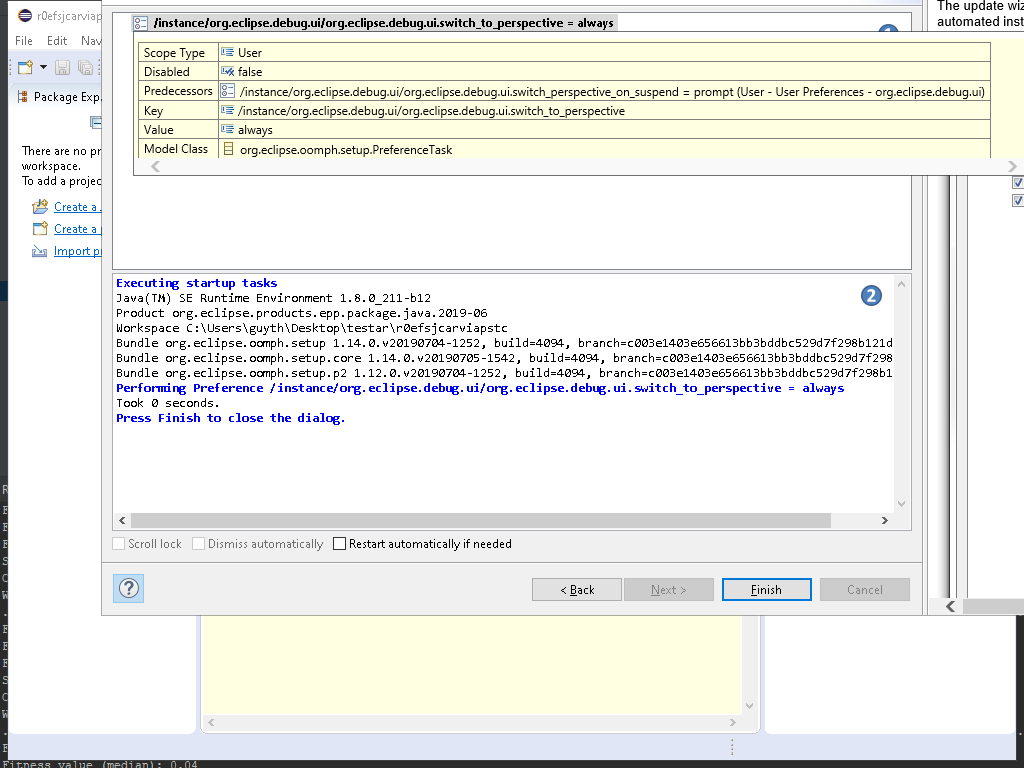 r0efsjcarviap
/instance/org.eclipse.debug.ui/org.eclipse.debug.ui.switch_to_perspective = always
The update wiz
automated inst
File Edit Nav
Scope Type User
Disabled false
Predecessors /instance/org.eclipse.debug.ui/org.eclipse.debug.ui.switch_perspective_on_suspend = prompt (User - User Preferences - org.eclipse.debug.ui)
Key /instance/org.eclipse.debug.ui/org.eclipse.debug.ui.switch_to_perspective
Value always
Model Class org.eclipse.oomph.setup.PreferenceTask
Package Exp
There are no pr
workspace.
To add a projec
Create a
Create a
Import p
Executing startup tasks
Java(TM) SE Runtime Environment 1.8.0_211-b12
Product org.eclipse.products.epp.package.java.2019-06
Workspace C:\Users\guyth\Desktop\testar\r0efsjcarviapstc
Bundle org.eclipse.oomph.setup 1.14.0.v20190704-1252, build=4094, branch=c003e1403e656613bb3bddbc529d7f298b121d
Bundle org.eclipse.oomph.setup.core 1.14.0.v20190705-1542, build=4094, branch=c003e1403e656613bb3bddbc529d7f298
Bundle org.eclipse.oomph.setup.p2 1.12.0.v20190704-1252, build=4094, branch=c003e1403e656613bb3bddbc529d7f298b1
Performing Preference /instance/org.eclipse.debug.ui/org.eclipse.debug.ui.switch_to_perspective = always
Took 0 seconds.
Press Finish to close the dialog.
2
Scroll lock Dismiss automatically Restart automatically if needed
? < Back Next > Finish Cancel
Fitness value (median): 0.04